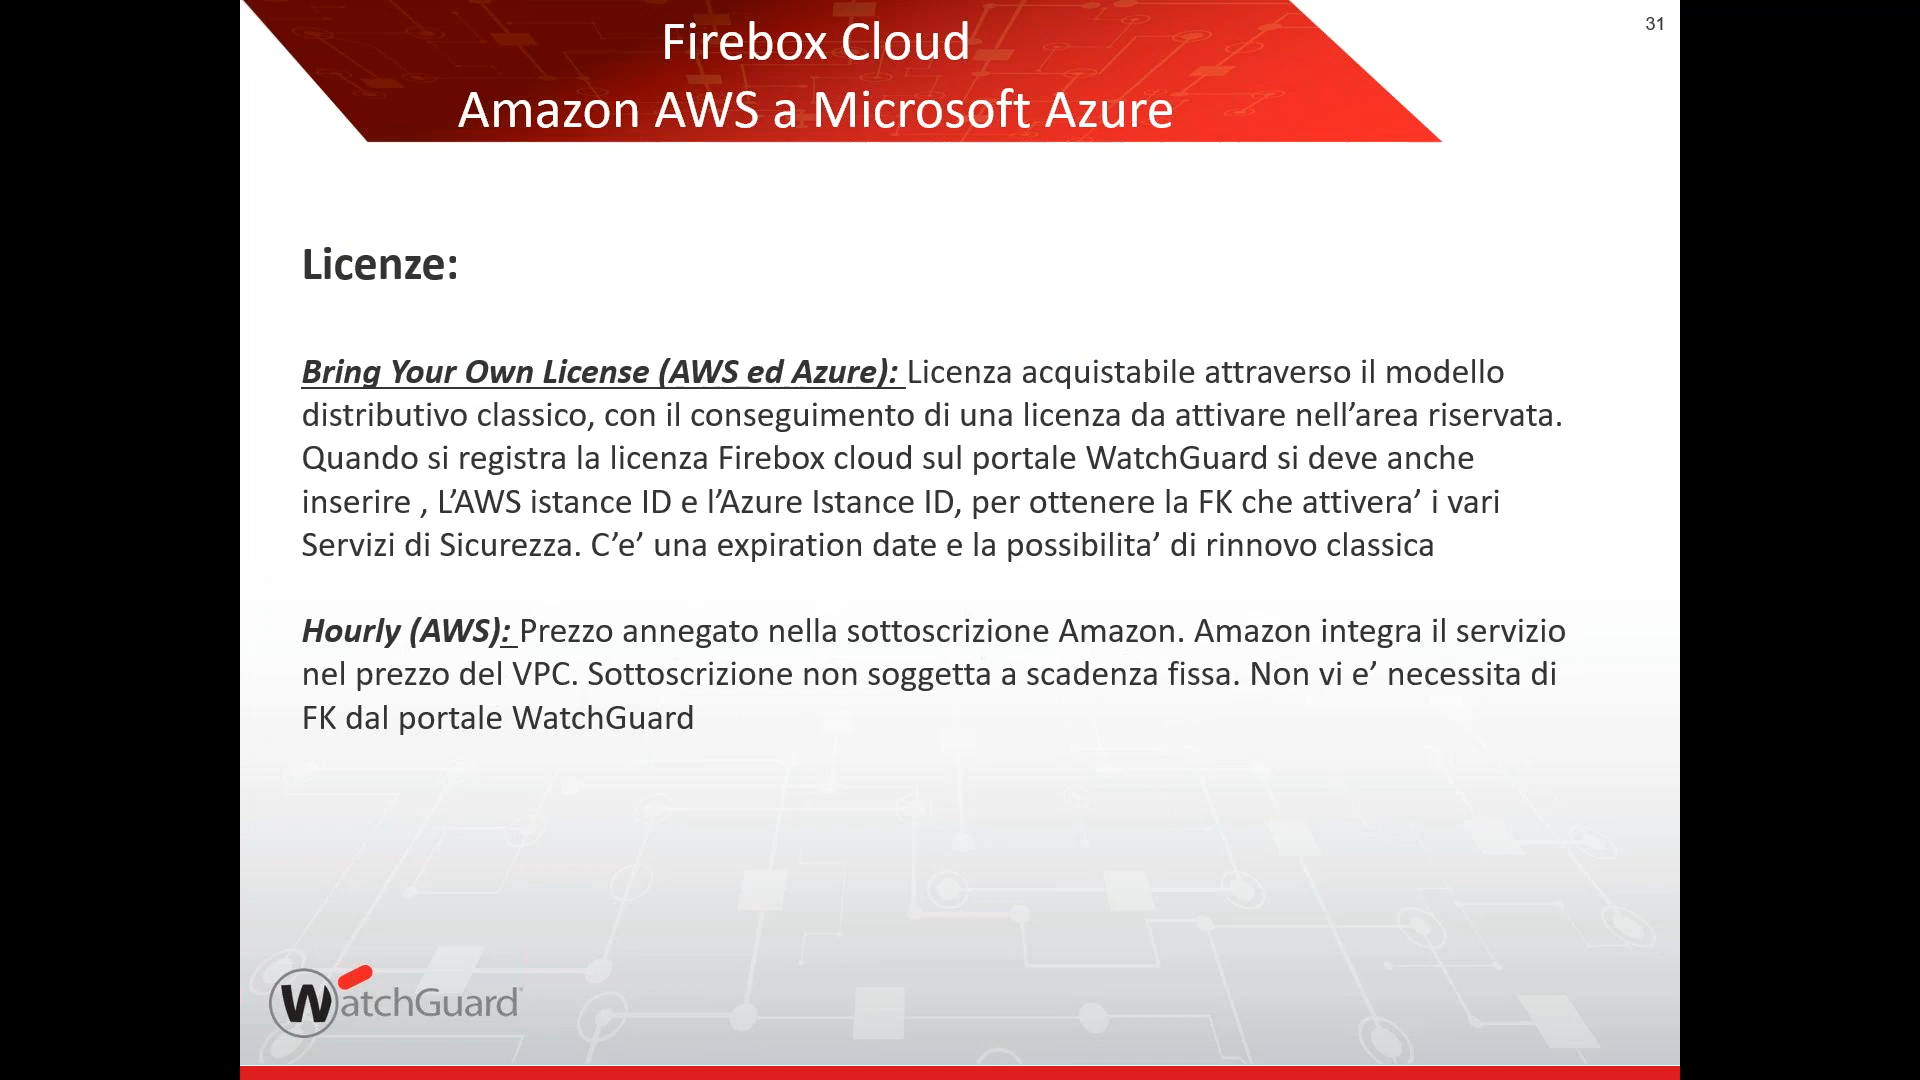 31
Firebox Cloud
Amazon AWS a Microsoft Azure
Licenze:
Bring Your Own License (AWS ed Azure): Licenza acquistabile attraverso il modello
distributivo classico, con il conseguimento di una licenza da attivare nell’area riservata.
Quando si registra la licenza Firebox cloud sul portale WatchGuard si deve anche
inserire , L’AWS istance ID e l’Azure Istance ID, per ottenere la FK che attivera’ i vari
Servizi di Sicurezza. C’e’ una expiration date e la possibilita’ di rinnovo classica
Hourly (AWS): Prezzo annegato nella sottoscrizione Amazon. Amazon integra il servizio
nel prezzo del VPC. Sottoscrizione non soggetta a scadenza fissa. Non vi e’ necessita di
FK dal portale WatchGuard
WatchGuard